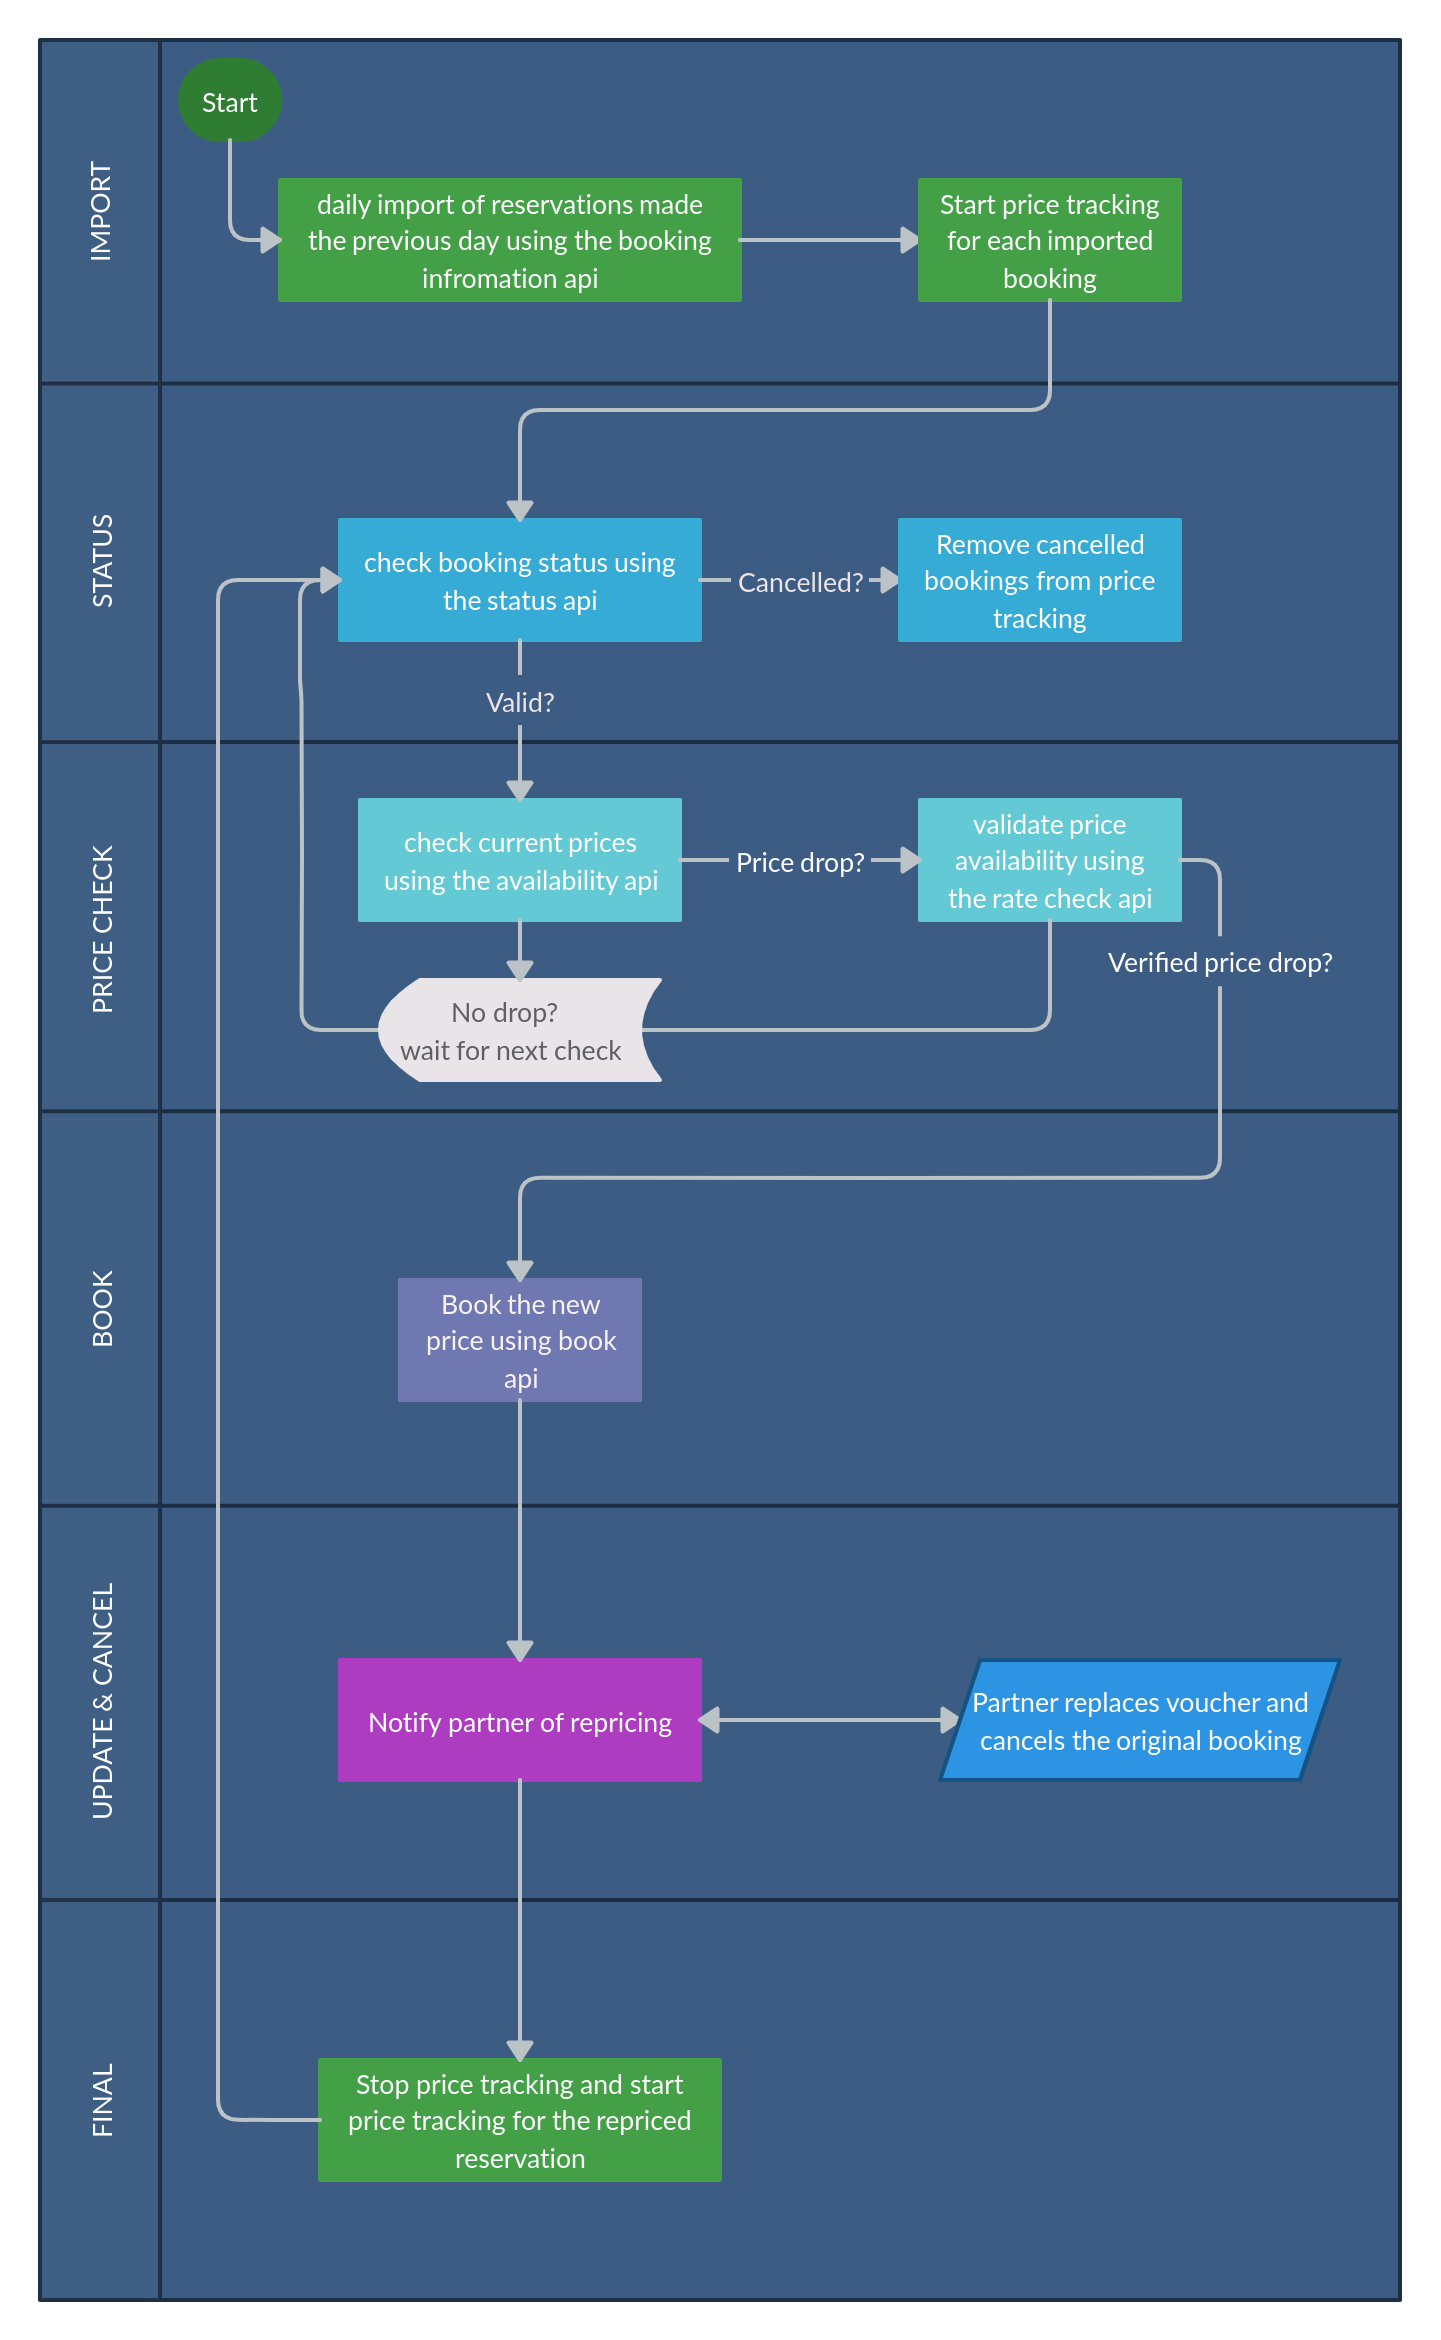 IMPORT
Start
daily import of reservations made
the previous day using the booking
infromation api
Start price tracking
for each imported
booking
STATUS
check booking status using
the status api
Cancelled?
Remove cancelled
bookings from price
tracking
Valid?
PRICE CHECK
check current prices
using the availability api
Price drop?
validate price
availability using
the rate check api
Verified price drop?
No drop?
wait for next check
BOOK
Book the new
price using book
api
UPDATE & CANCEL
Notify partner of repricing
Partner replaces voucher and
cancels the original booking
FINAL
Stop price tracking and start
price tracking for the repriced
reservation